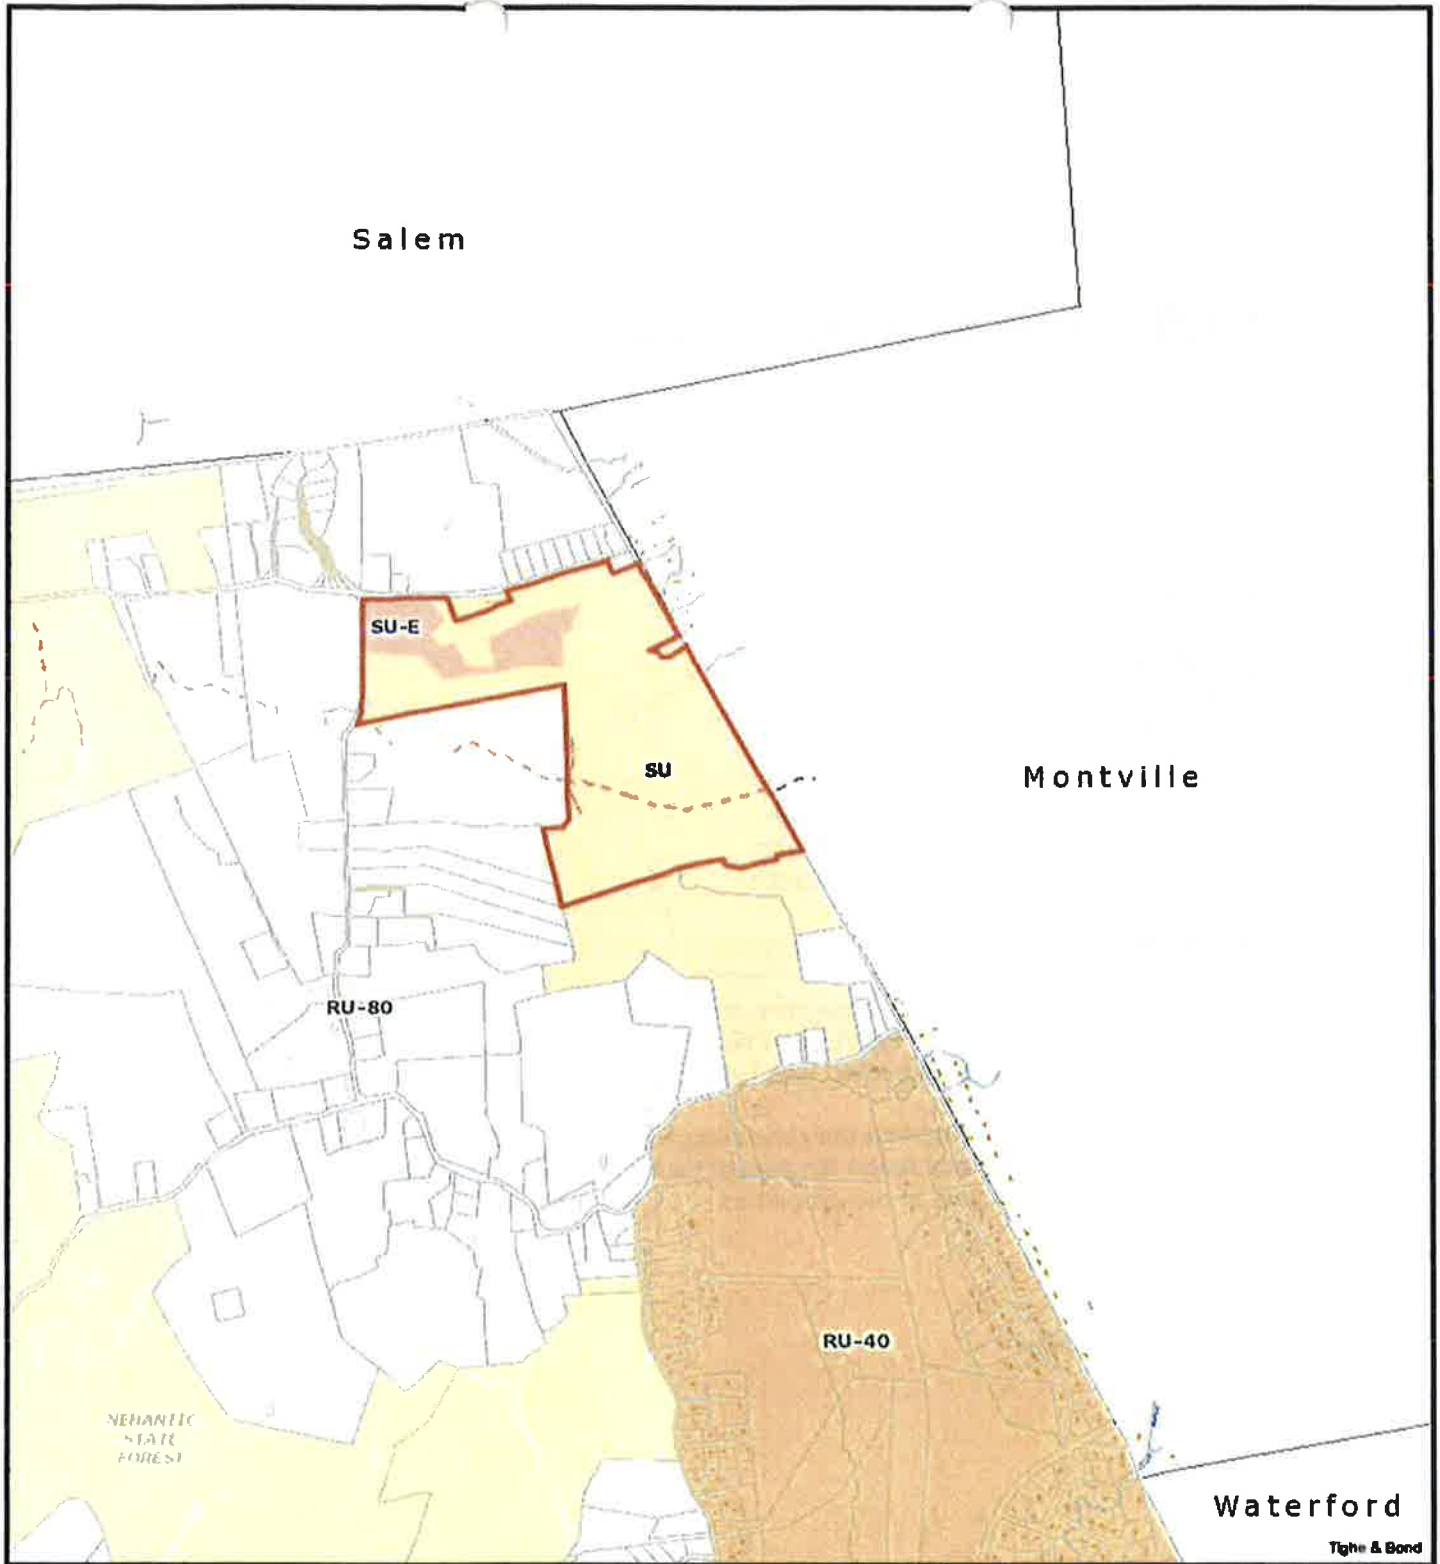 Salem
SU-E
SU
Montville
RU-80
RU-40
NEHANTIC
STATE
FOREST
Waterford
Tighe & Bond